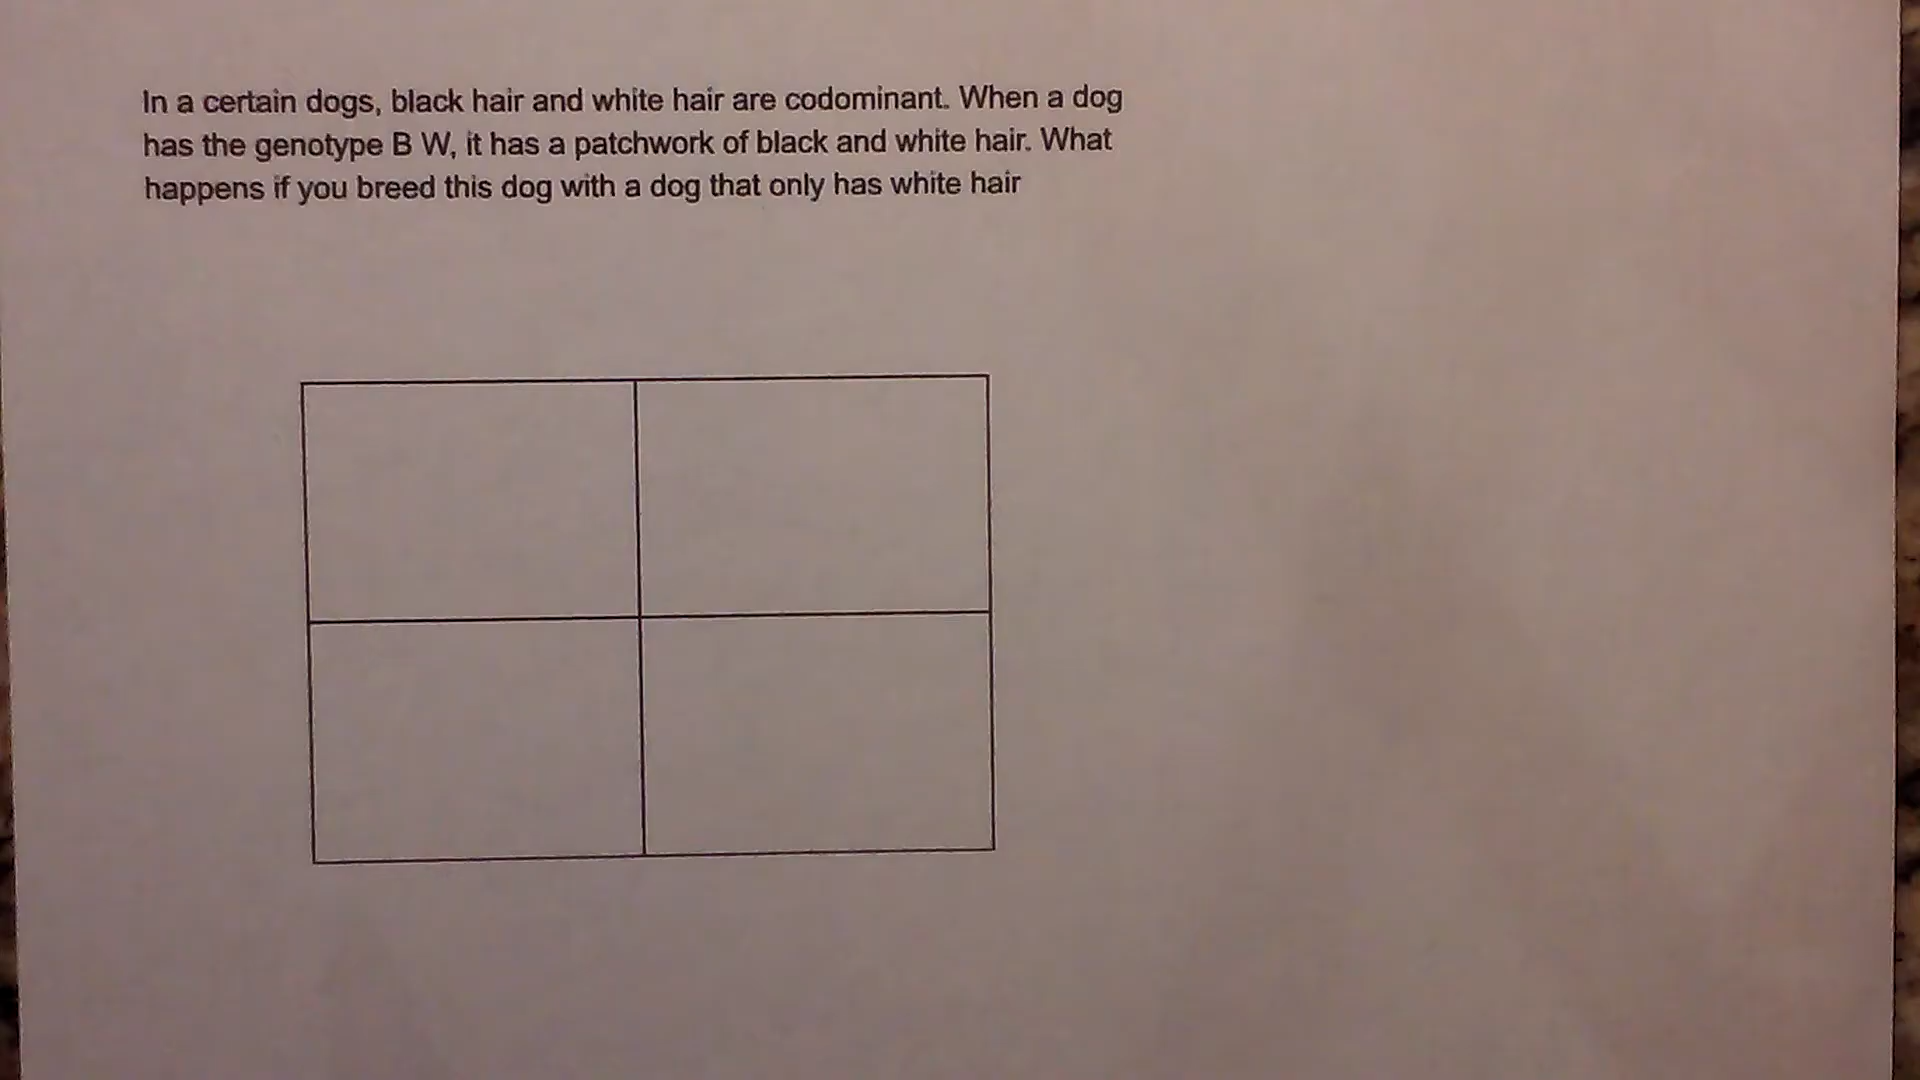 In a certain dogs, black hair and white hair are codominant. When a dog
has the genotype B W, it has a patchwork of black and white hair. What
happens if you breed this dog with a dog that only has white hair